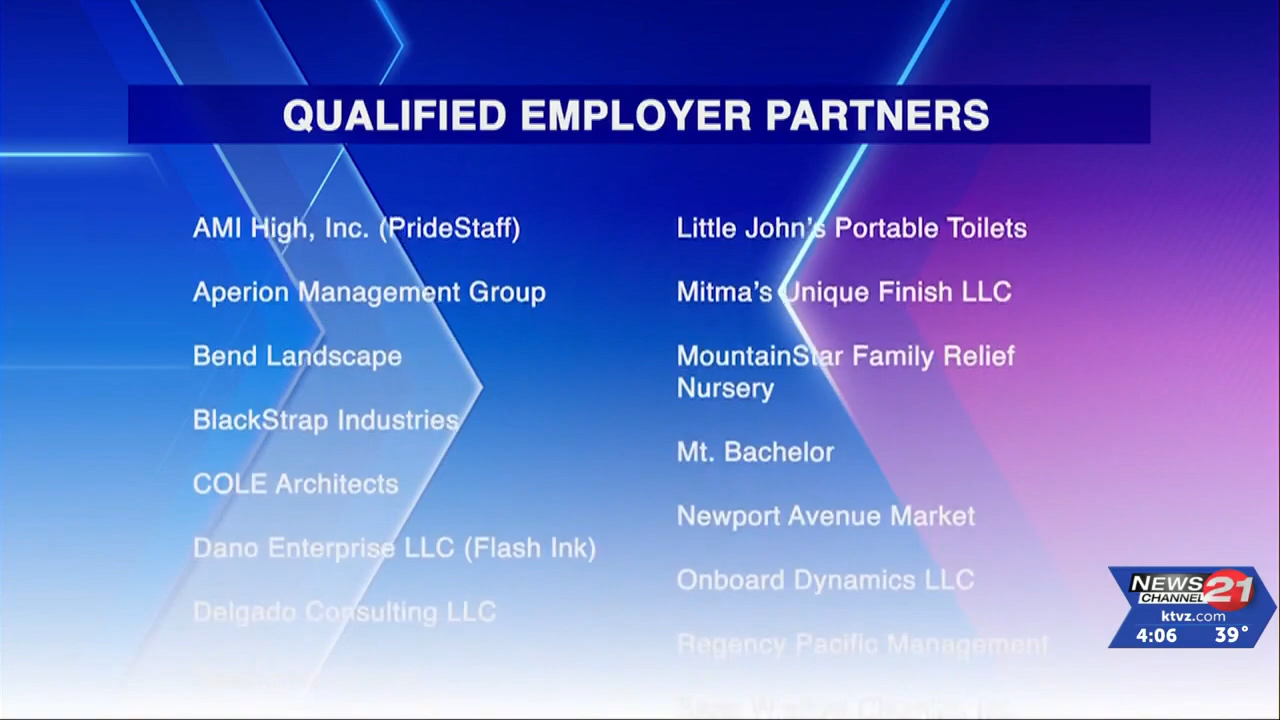 QUALIFIED EMPLOYER PARTNERS
AMI High, Inc. (PrideStaff)
Aperion Management Group
Bend Landscape
BlackStrap Industries
COLE Architects
Dano Enterprise LLC (Flash Ink)
Delgado Consulting LLC
Little John’s Portable Toilets
Mitma’s Unique Finish LLC
MountainStar Family Relief
Nursery
Mt. Bachelor
Newport Avenue Market
Onboard Dynamics LLC
Regency Pacific Management
NEWS 21
CHANNEL
ktvz.com
4:06 39°